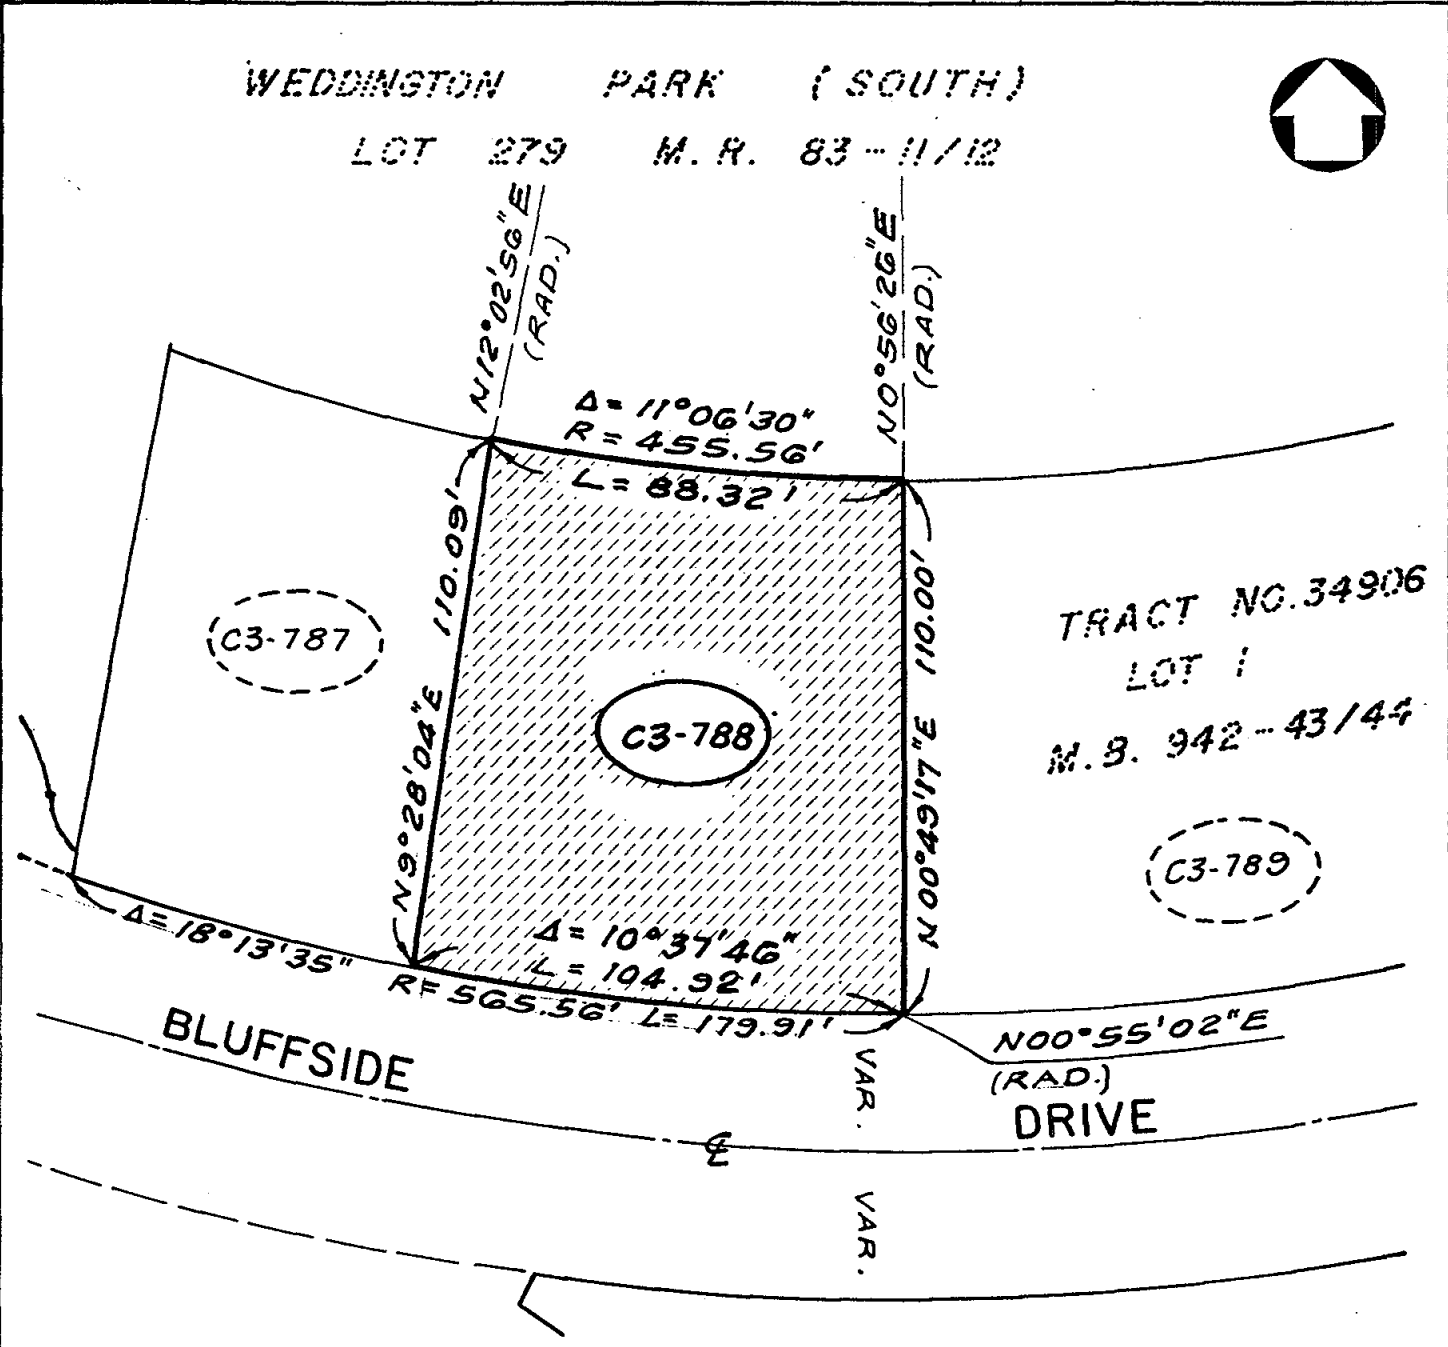 WEDDINGTON PARK (SOUTH)
LOT 279 M. R. 83-11/12
N12°02'56"E
(RAD.)
N0°56'26"E
(RAD.)
Δ= 11°06'30"
R= 455.56'
L= 88.32'
110.09'
N9°28'04"E
110.00'
N00°49'17"E
C3-787
C3-788
TRACT NO. 34906
LOT 1
M. B. 942-43/44
C3-789
Δ= 18°13'35"
Δ= 10°37'46"
L= 104.92'
R= 565.56' L= 179.91'
N00°55'02"E
(RAD.)
BLUFFSIDE DRIVE
VAR.
℄
VAR.